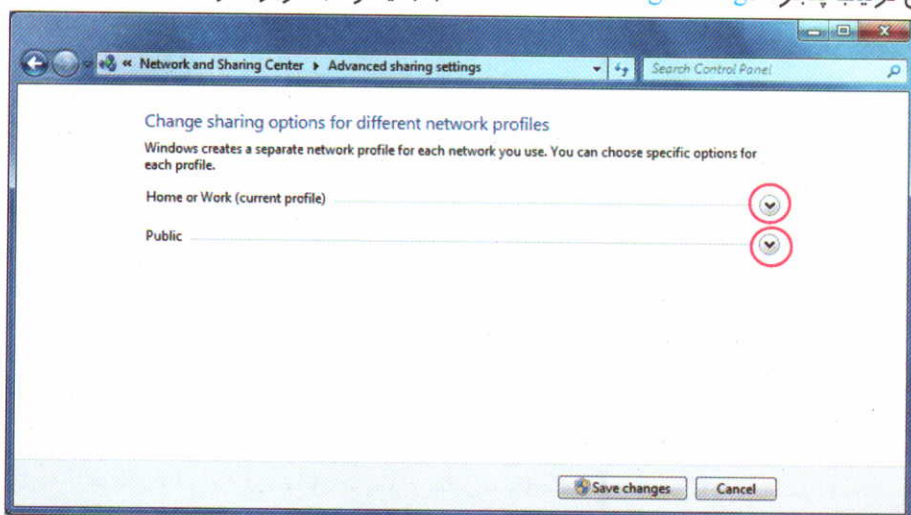 « Network and Sharing Center ▸ Advanced sharing settings
Search Control Panel
Change sharing options for different network profiles
Windows creates a separate network profile for each network you use. You can choose specific options for
each profile.
Home or Work (current profile)
Public
Save changes
Cancel